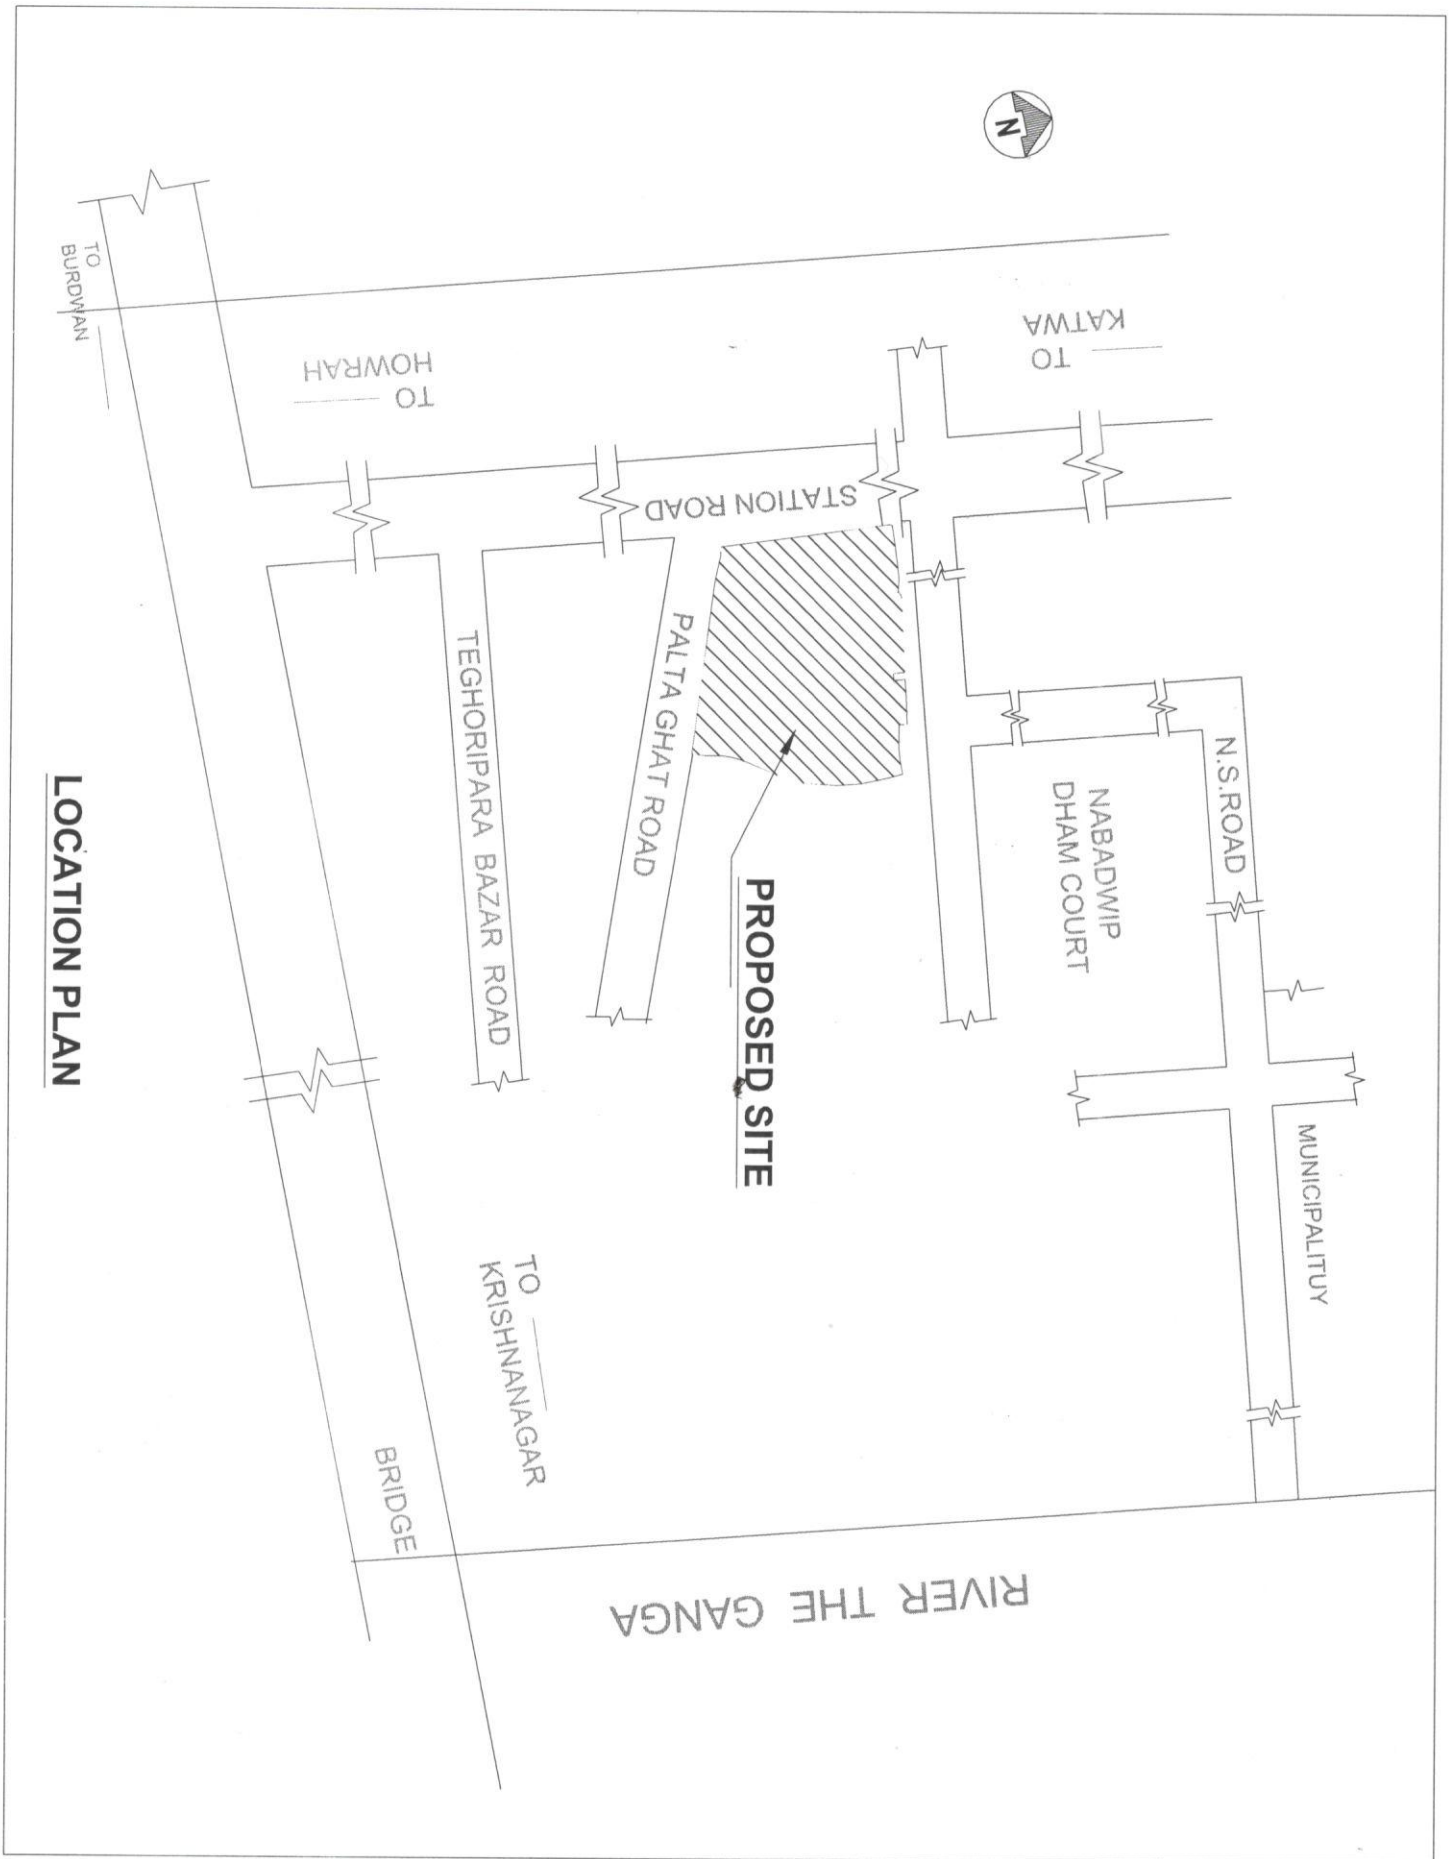 N
TO
BURDWAN
TO
HOWRAH
TO
KATWA
STATION ROAD
TEGHORIPARA BAZAR ROAD
PALTA GHAT ROAD
N.S.ROAD
NABADWIP
DHAM COURT
PROPOSED SITE
MUNICIPALITUY
TO
KRISHNANAGAR
BRIDGE
RIVER THE GANGA
LOCATION PLAN